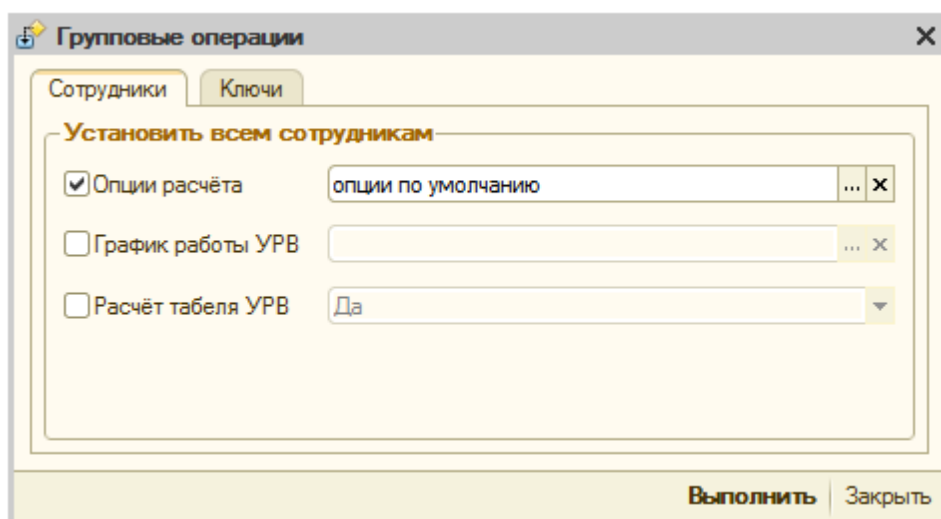 Групповые операции
Сотрудники Ключи
Установить всем сотрудникам
Опции расчёта опции по умолчанию ...
График работы УРВ ...
Расчёт табеля УРВ Да
Выполнить Закрыть